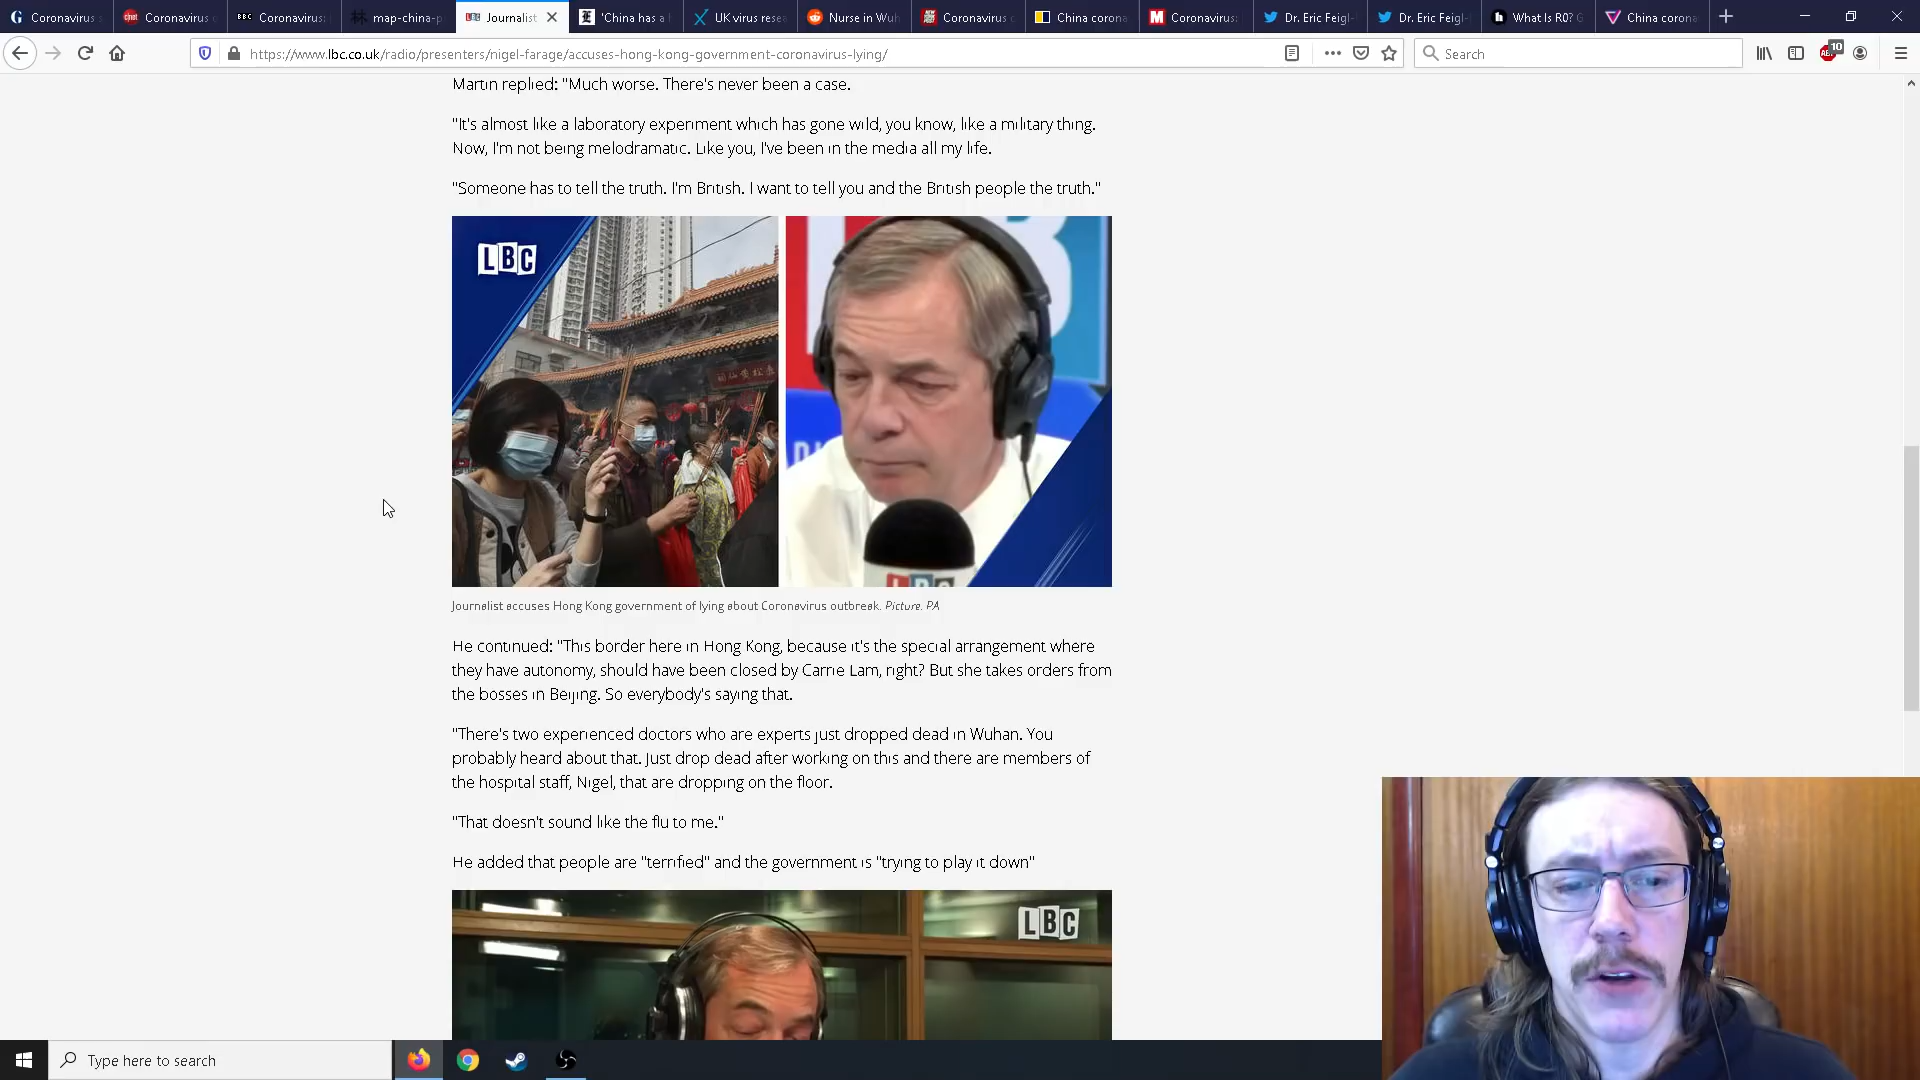 Coronavirus
Coronavirus
Coronavirus:
map-china-p
Journalist
'China has a
UK virus rese
Nurse in Wuh
Coronavirus
China corona
Coronavirus:
Dr. Eric Feigl-
Dr. Eric Feigl-
What Is R0?
China corona
https://www.lbc.co.uk/radio/presenters/nigel-farage/accuses-hong-kong-government-coronavirus-lying/
Search
10
Martin replied: "Much worse. There's never been a case.
"It's almost like a laboratory experiment which has gone wild, you know, like a military thing.
Now, I'm not being melodramatic. Like you, I've been in the media all my life.
"Someone has to tell the truth. I'm British. I want to tell you and the British people the truth."
LBC
LBC
Journalist accuses Hong Kong government of lying about Coronavirus outbreak. Picture: PA
He continued: "This border here in Hong Kong, because it's the special arrangement where
they have autonomy, should have been closed by Carrie Lam, right? But she takes orders from
the bosses in Beijing. So everybody's saying that.
"There's two experienced doctors who are experts just dropped dead in Wuhan. You
probably heard about that. Just drop dead after working on this and there are members of
the hospital staff, Nigel, that are dropping on the floor.
"That doesn't sound like the flu to me."
He added that people are "terrified" and the government is "trying to play it down"
LBC
Type here to search